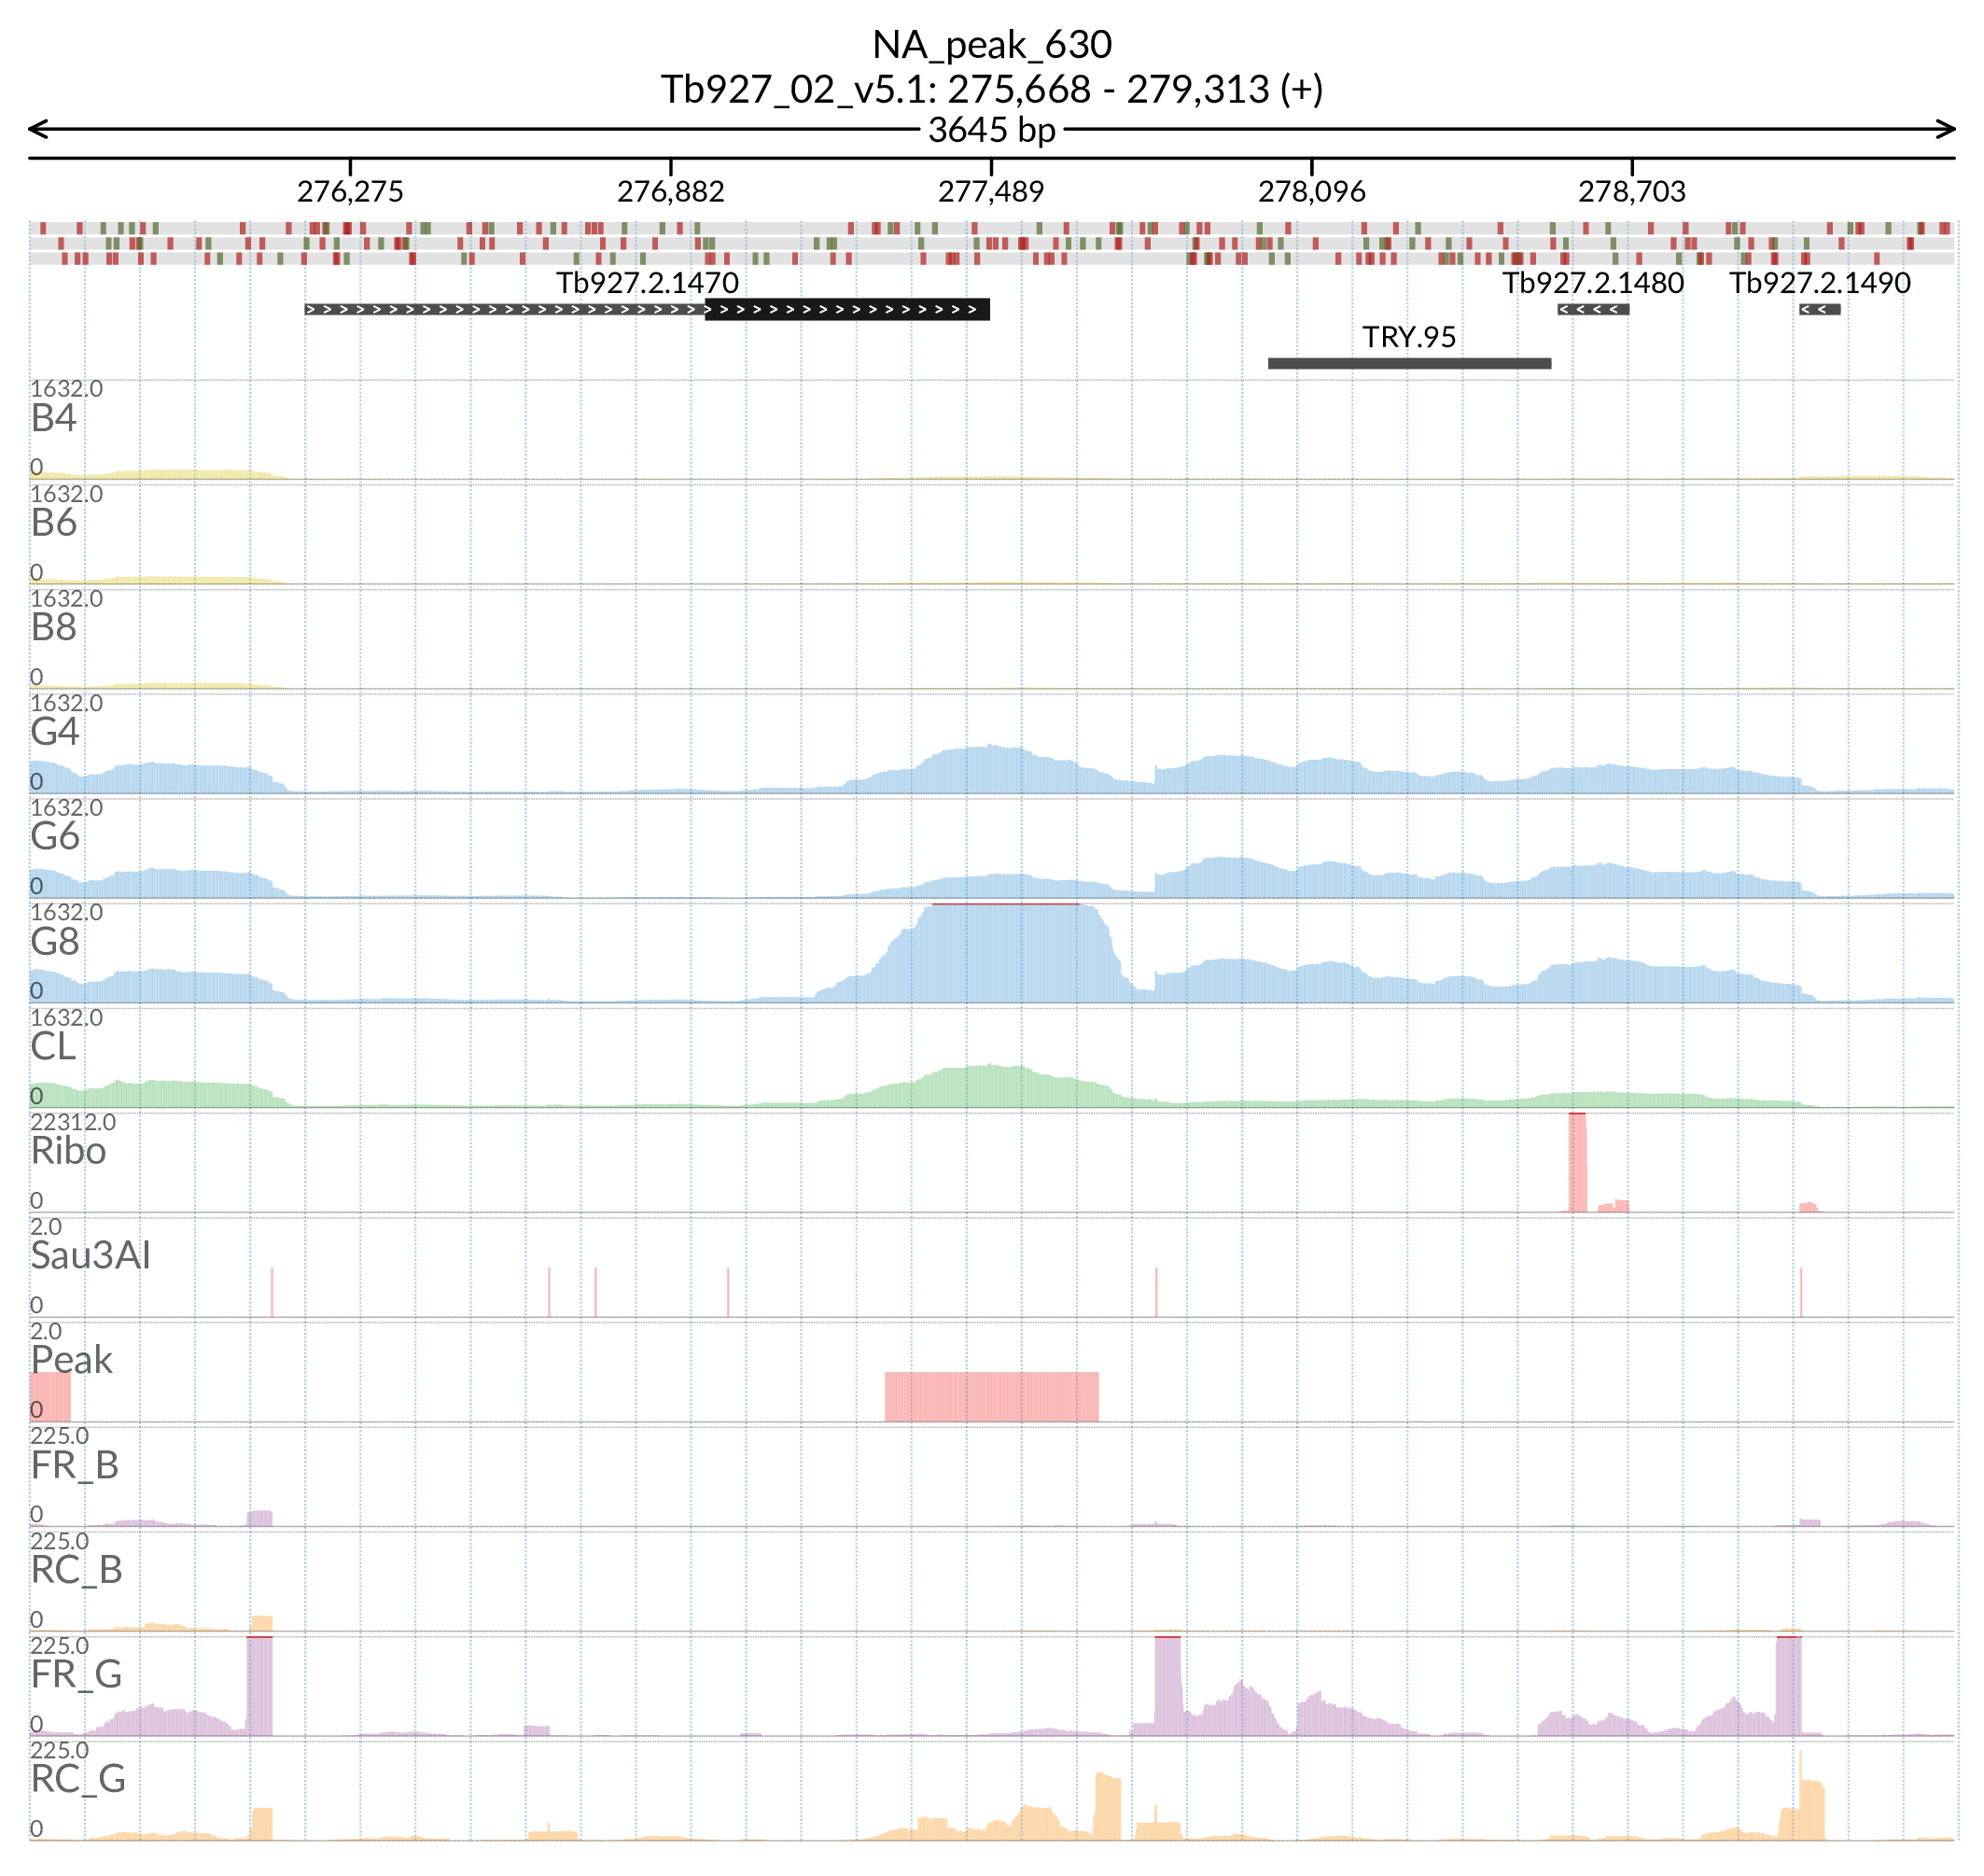 NA_peak_630
Tb927_02_v5.1: 275,668 - 279,313 (+)
3645 bp
276,275 276,882 277,489 278,096 278,703
Tb927.2.1470 Tb927.2.1480 Tb927.2.1490
TRY.95
1632.0
B4
0
1632.0
B6
0
1632.0
B8
0
1632.0
G4
0
1632.0
G6
0
1632.0
G8
0
1632.0
CL
0
22312.0
Ribo
0
2.0
Sau3AI
0
2.0
Peak
0
225.0
FR_B
0
225.0
RC_B
0
225.0
FR_G
0
225.0
RC_G
0